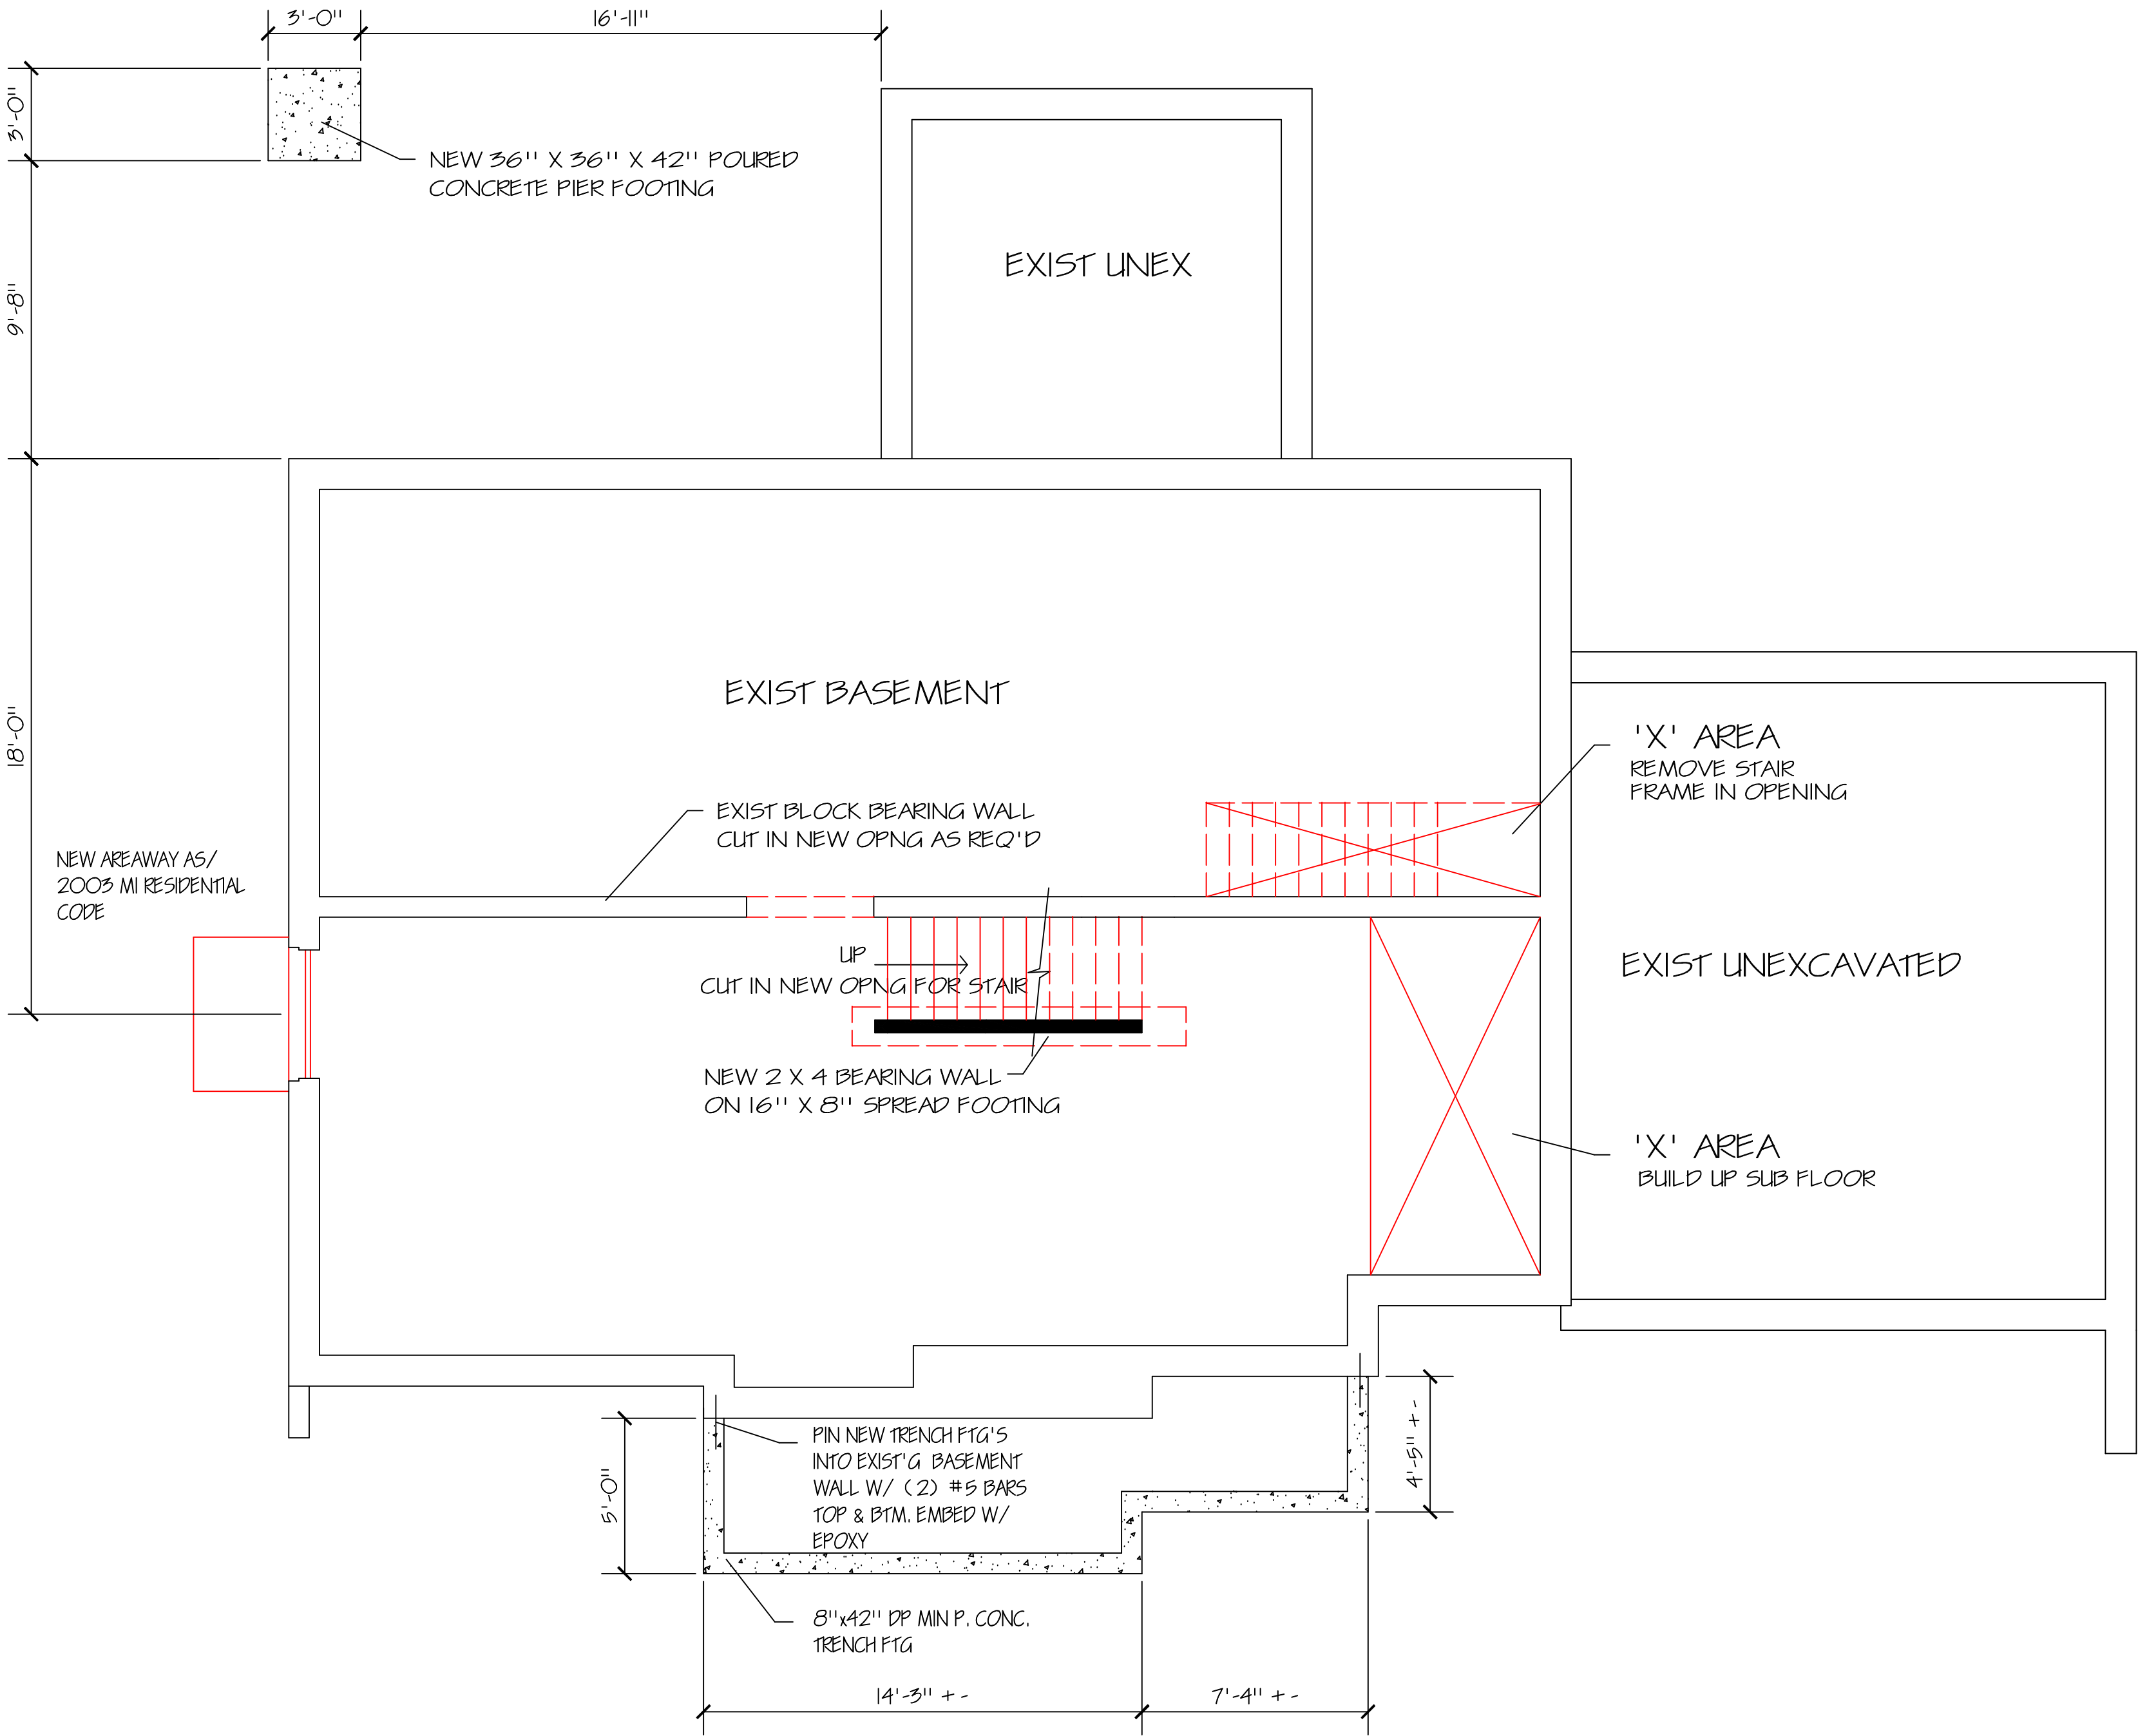 3'-0"
16'-11"
3'-0"
NEW 36" X 36" X 42" POURED
CONCRETE PIER FOOTING
EXIST UNEX
9'-8"
EXIST BASEMENT
18'-0"
'X' AREA
REMOVE STAIR
FRAME IN OPENING
EXIST BLOCK BEARING WALL
CUT IN NEW OPNG AS REQ'D
NEW AREAWAY AS/
2003 MI RESIDENTIAL
CODE
UP
CUT IN NEW OPNG FOR STAIR
EXIST UNEXCAVATED
NEW 2 X 4 BEARING WALL
ON 16" X 8" SPREAD FOOTING
'X' AREA
BUILD UP SUB FLOOR
PIN NEW TRENCH FTG'S
INTO EXIST'G BASEMENT
WALL W/ (2) #5 BARS
TOP & BTM. EMBED W/
EPOXY
5'-0"
4'-5" + -
8"x42" DP MIN P. CONC.
TRENCH FTG
14'-3" + -
7'-4" + -